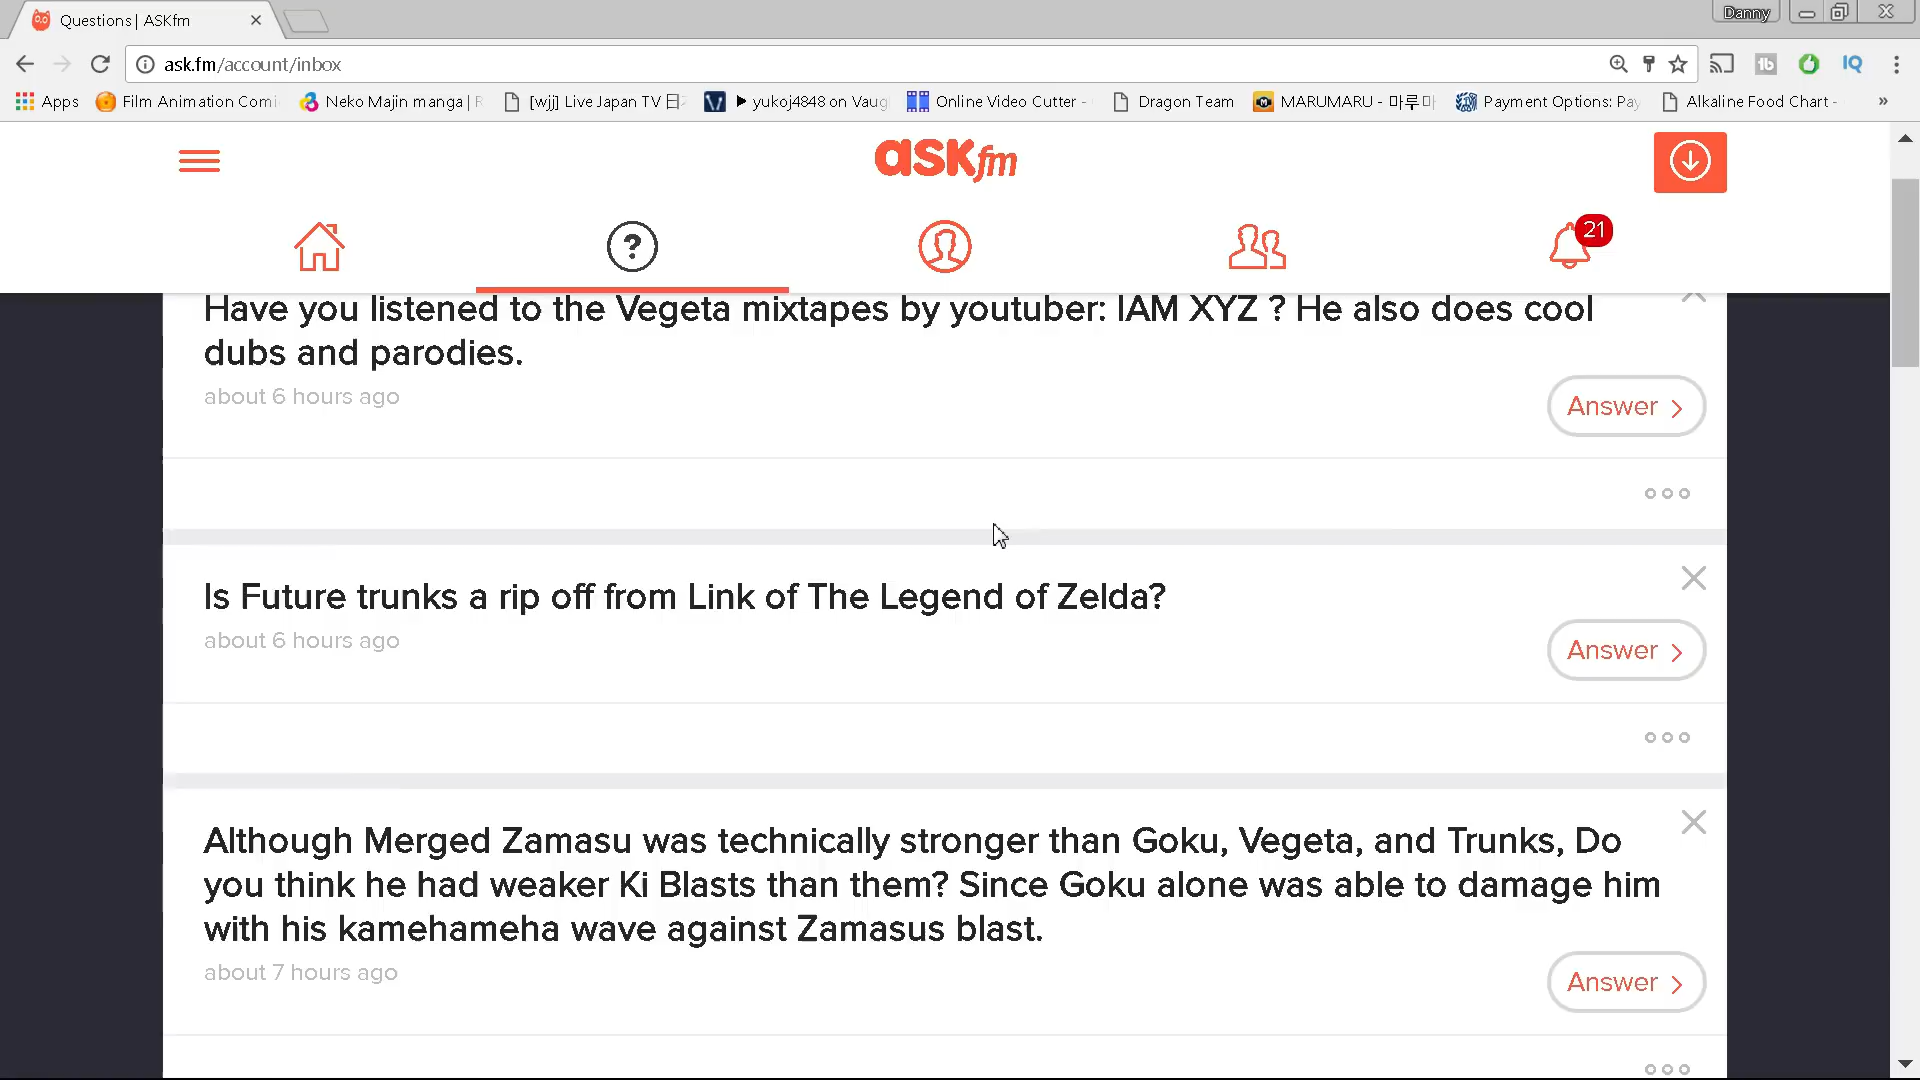 Questions | ASKfm
Danny
ask.fm/account/inbox
Apps
Film Animation Comi
Neko Majin manga | R
[wjj] Live Japan TV 日
▶ yukoj4848 on Vaug
Online Video Cutter -
Dragon Team
MARUMARU - 마루마
Payment Options: Pay
Alkaline Food Chart -
»
ASKfm
21
Have you listened to the Vegeta mixtapes by youtuber: IAM XYZ ? He also does cool
dubs and parodies.
about 6 hours ago
Answer
Is Future trunks a rip off from Link of The Legend of Zelda?
about 6 hours ago
Answer
Although Merged Zamasu was technically stronger than Goku, Vegeta, and Trunks, Do
you think he had weaker Ki Blasts than them? Since Goku alone was able to damage him
with his kamehameha wave against Zamasus blast.
about 7 hours ago
Answer